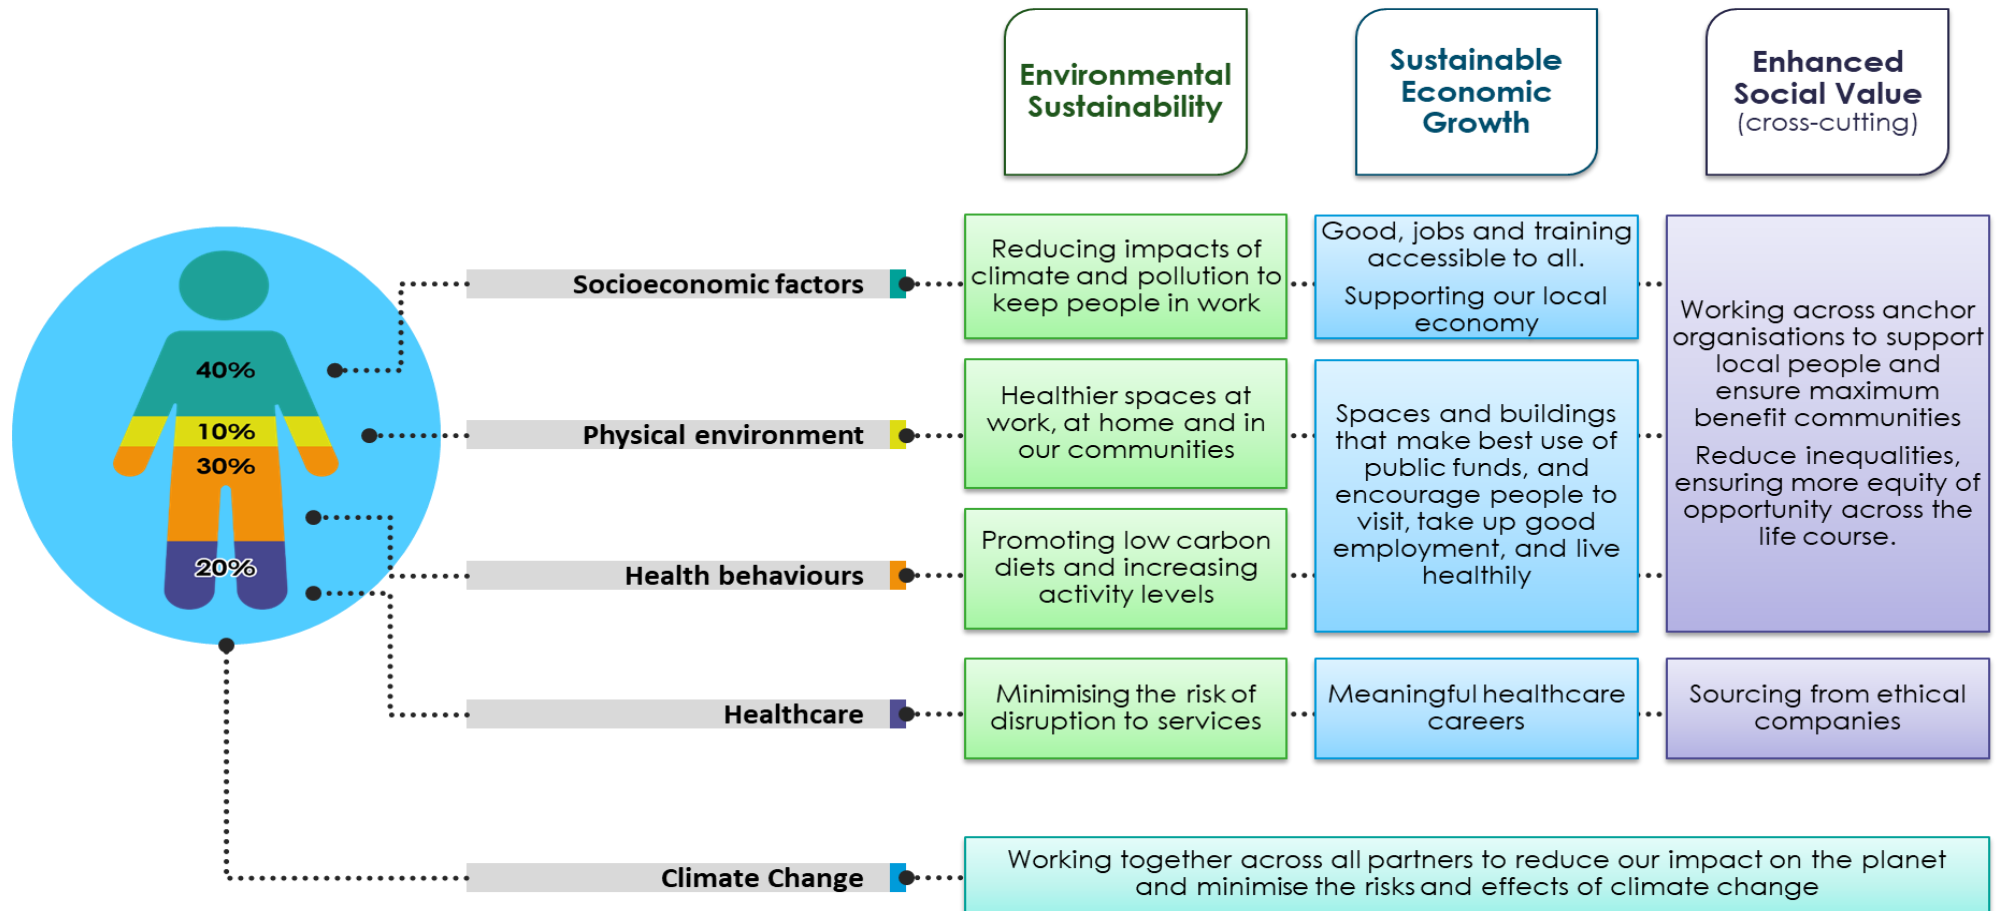 Environmental
Sustainability
Sustainable
Economic
Growth
Enhanced
Social Value
(cross-cutting)
40%
10%
30%
20%
Socioeconomic factors
Reducing impacts of
climate and pollution to
keep people in work
Good, jobs and training
accessible to all.
Supporting our local
economy
Working across anchor
organisations to support
local people and
ensure maximum
benefit communities
Reduce inequalities,
ensuring more equity of
opportunity across the
life course.
Physical environment
Healthier spaces at
work, at home and in
our communities
Spaces and buildings
that make best use of
public funds, and
encourage people to
visit, take up good
employment, and live
healthily
Health behaviours
Promoting low carbon
diets and increasing
activity levels
Healthcare
Minimising the risk of
disruption to services
Meaningful healthcare
careers
Sourcing from ethical
companies
Climate Change
Working together across all partners to reduce our impact on the planet
and minimise the risks and effects of climate change